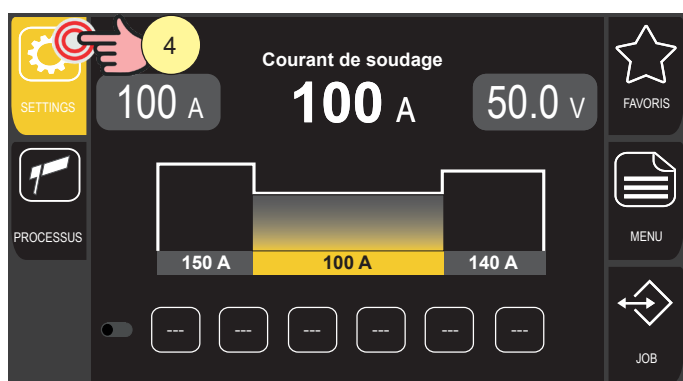 4
Courant de soudage
SETTINGS
100 A
100 A
50.0 V
FAVORIS
PROCESSUS
MENU
150 A
100 A
140 A
--- --- --- --- --- ---
JOB